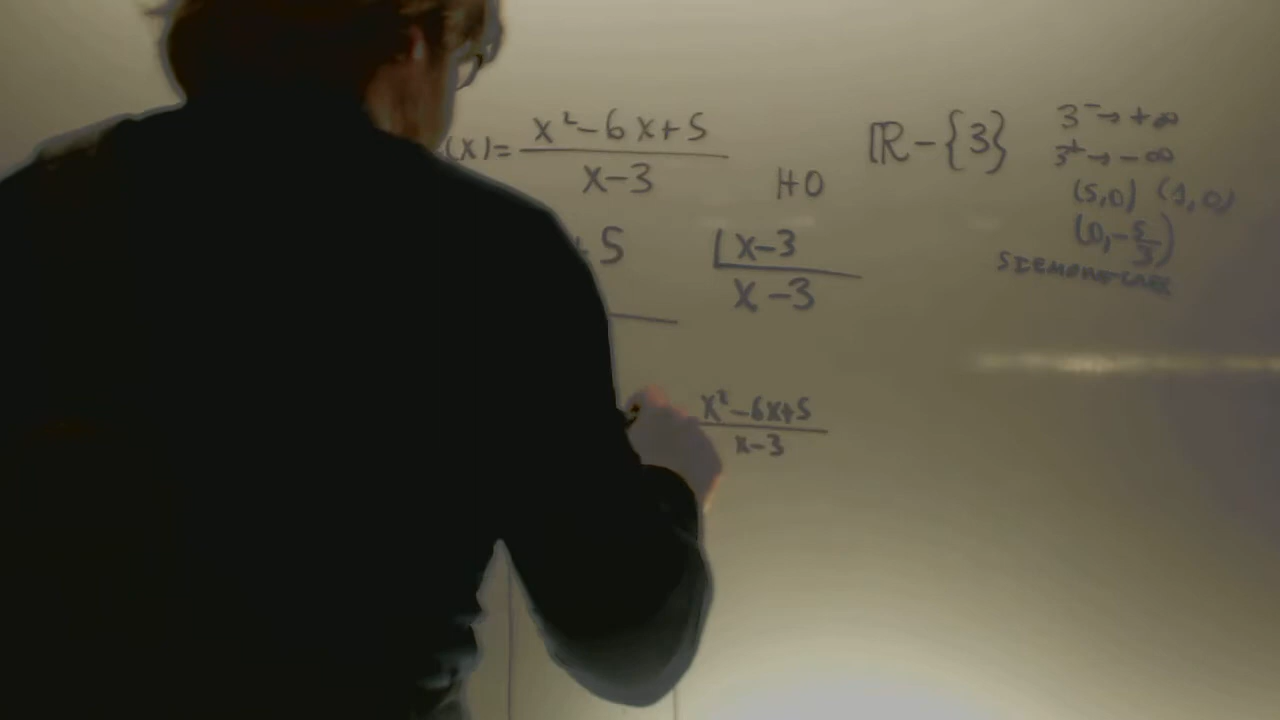 (x)= x²-6x+5
x-3
ℝ-{3}
3⁻→+∞
3⁺→-∞
H0
(5,0) (1,0)
(0,-5/3)
+5 |x-3
x-3
x²-6x+5
x-3